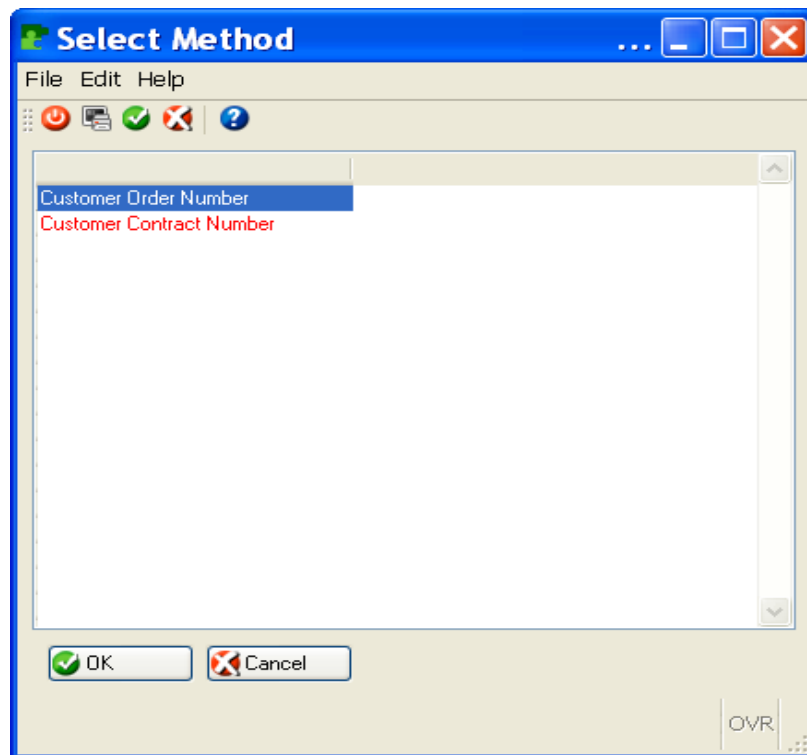 Select Method ...
File Edit Help
Customer Order Number
Customer Contract Number
OK Cancel
OVR